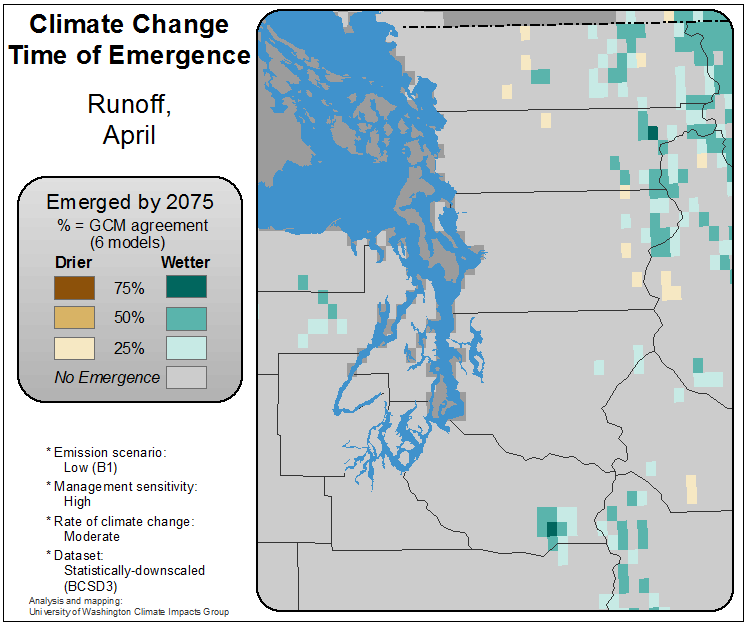 Climate Change
Time of Emergence
Runoff,
April
Emerged by 2075
% = GCM agreement
(6 models)
Drier Wetter
75%
50%
25%
No Emergence
* Emission scenario:
Low (B1)
* Management sensitivity:
High
* Rate of climate change:
Moderate
* Dataset:
Statistically-downscaled
(BCSD3)
Analysis and mapping:
University of Washington Climate Impacts Group